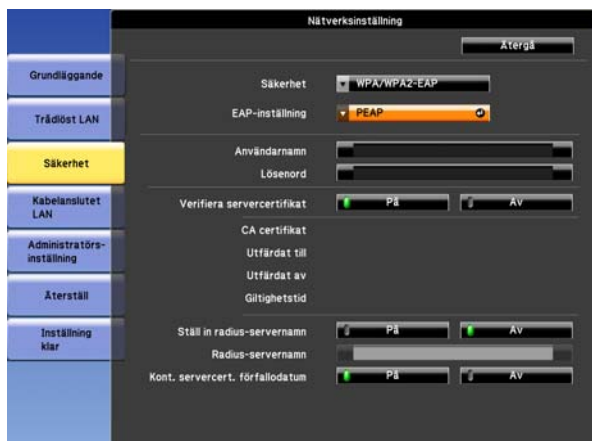 Nätverksinställning
Återgå
Grundläggande
Trådlöst LAN
Säkerhet
Kabelanslutet
LAN
Administratörs-
inställning
Återställ
Inställning
klar
Säkerhet WPA/WPA2-EAP
EAP-inställning PEAP
Användarnamn
Lösenord
Verifiera servercertifikat På Av
CA certifikat
Utfärdat till
Utfärdat av
Giltighetstid
Ställ in radius-servernamn På Av
Radius-servernamn
Kont. servercert. förfallodatum På Av